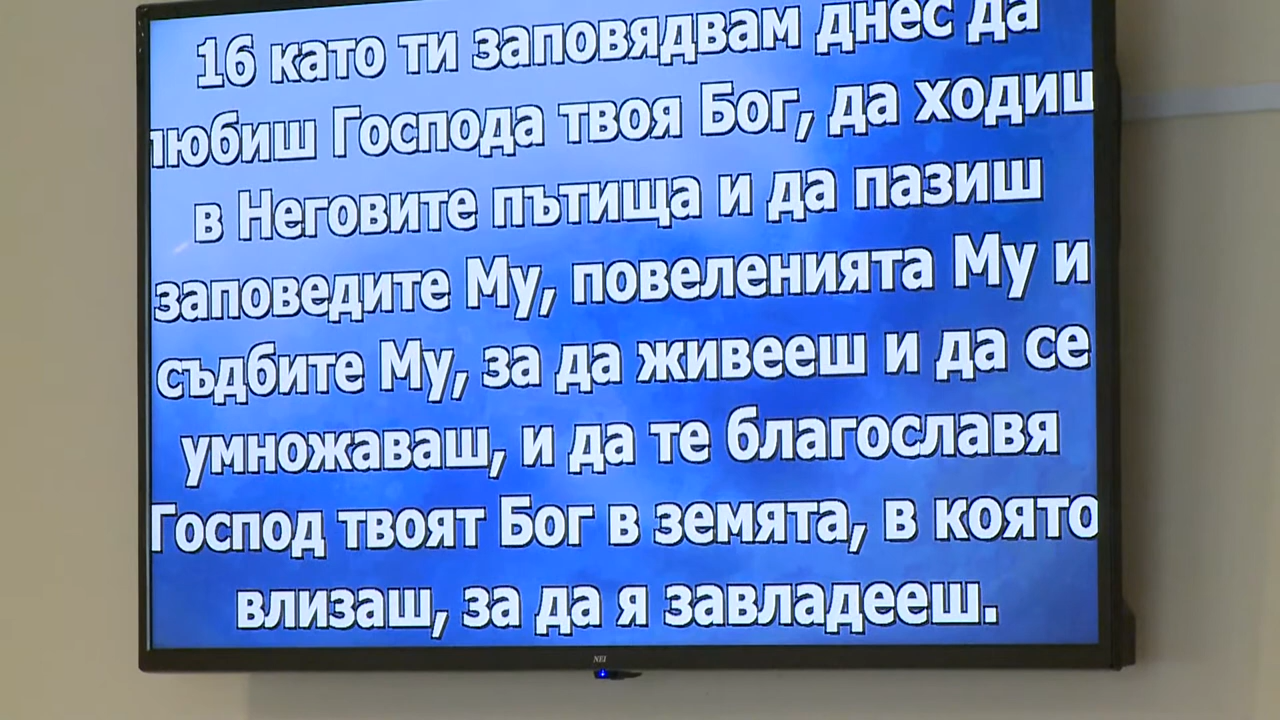 16 като ти заповядвам днес да
любиш Господа твоя Бог, да ходиш
в Неговите пътища и да пазиш
заповедите Му, повеленията Му и
съдбите Му, за да живееш и да се
умножаваш, и да те благославя
Господ твоят Бог в земята, в която
влизаш, за да я завладееш.
NEI